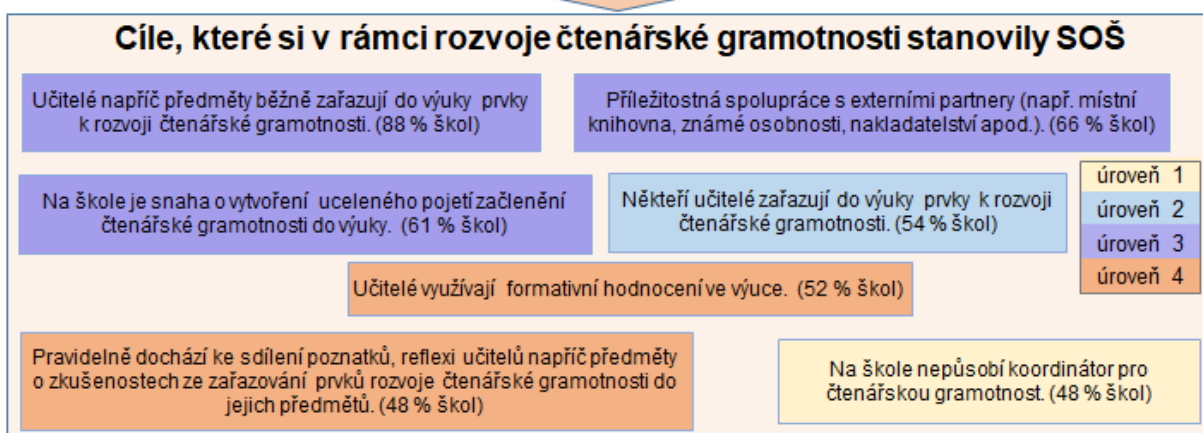 Cíle, které si v rámci rozvoje čtenářské gramotnosti stanovily SOŠ
Učitelé napříč předměty běžně zařazují do výuky prvky
k rozvoji čtenářské gramotnosti. (88 % škol)
Příležitostná spolupráce s externími partnery (např. místní
knihovna, známé osobnosti, nakladatelství apod.). (66 % škol)
Na škole je snaha o vytvoření uceleného pojetí začlenění
čtenářské gramotnosti do výuky. (61 % škol)
Někteří učitelé zařazují do výuky prvky k rozvoji
čtenářské gramotnosti. (54 % škol)
úroveň 1
úroveň 2
úroveň 3
úroveň 4
Učitelé využívají formativní hodnocení ve výuce. (52 % škol)
Pravidelně dochází ke sdílení poznatků, reflexi učitelů napříč předměty
o zkušenostech ze zařazování prvků rozvoje čtenářské gramotnosti do
jejich předmětů. (48 % škol)
Na škole nepůsobí koordinátor pro
čtenářskou gramotnost. (48 % škol)